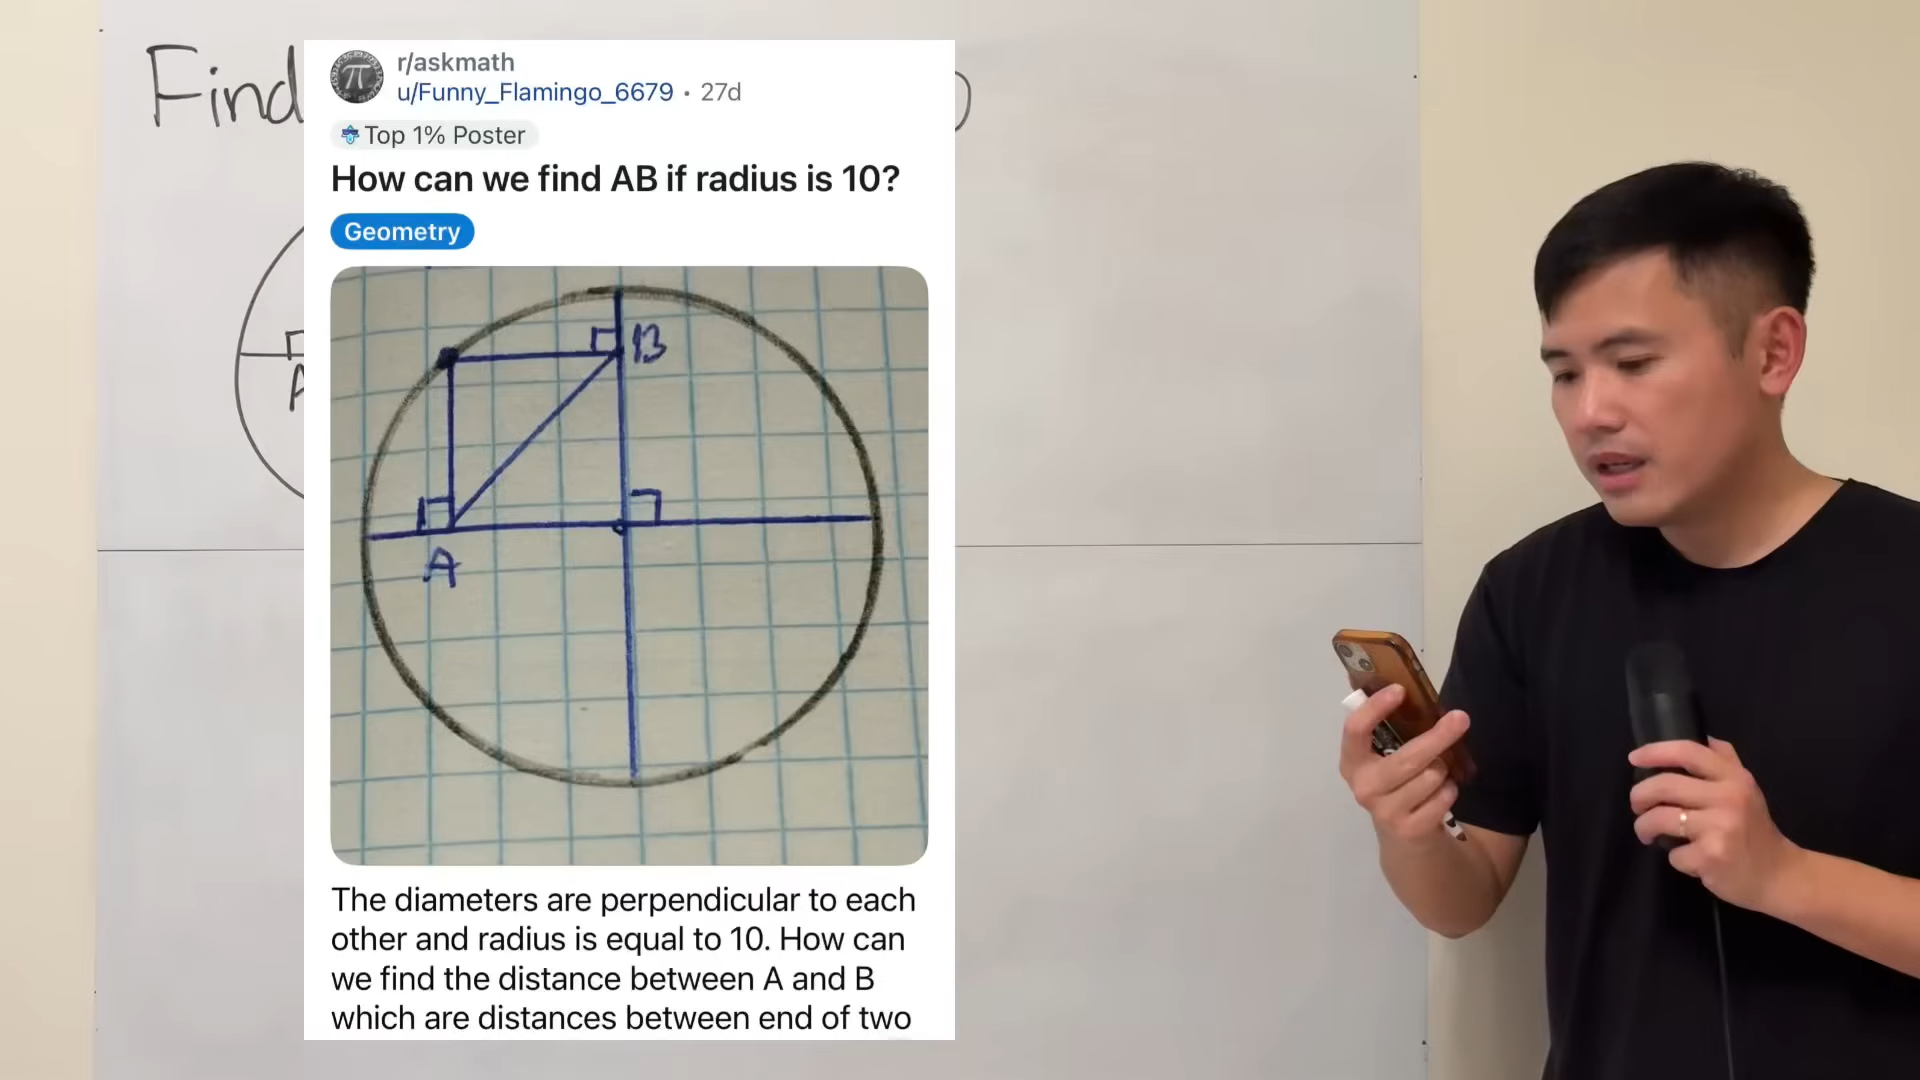 Find
r/askmath
u/Funny_Flamingo_6679 • 27d
Top 1% Poster
How can we find AB if radius is 10?
Geometry
B
A
A
The diameters are perpendicular to each
other and radius is equal to 10. How can
we find the distance between A and B
which are distances between end of two